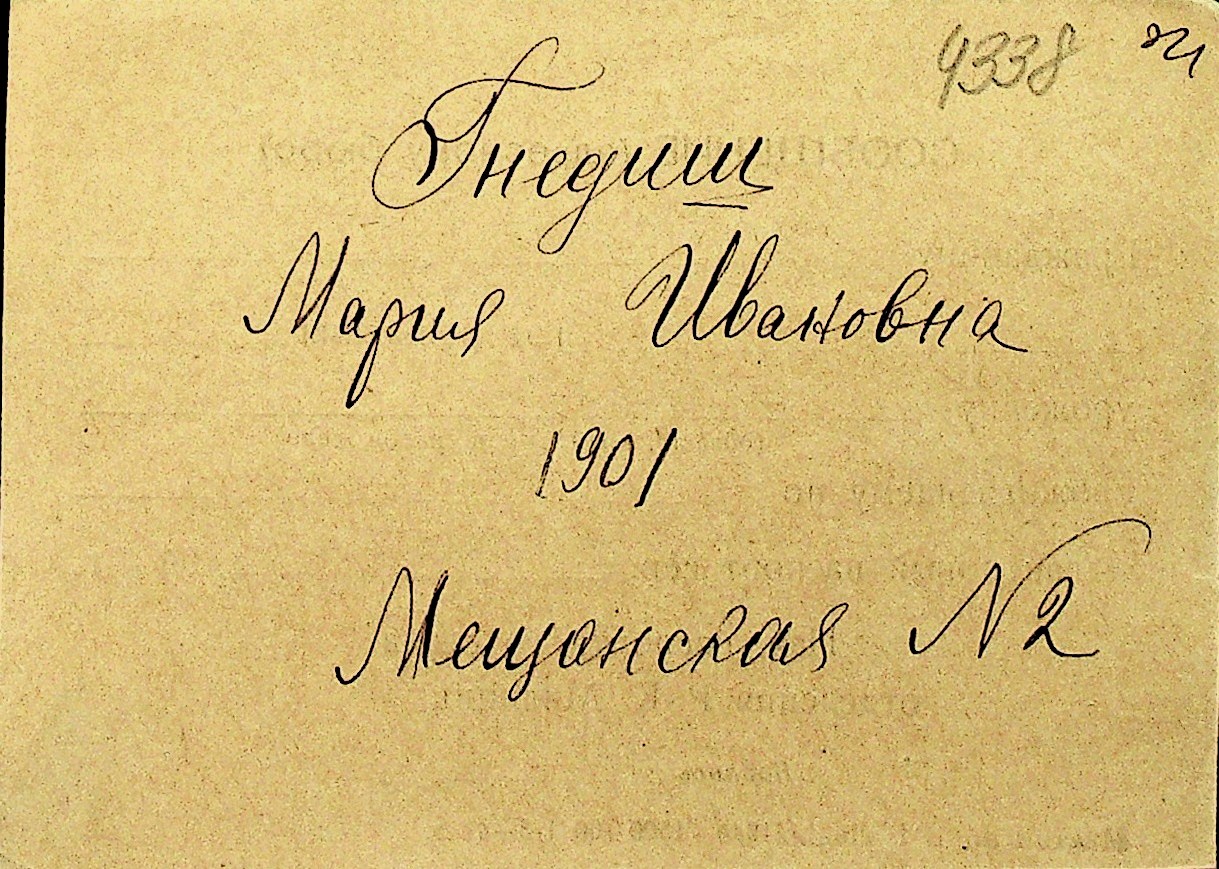 4338
Гнедиш
Мария Ивановна
1901
Мещанская N2